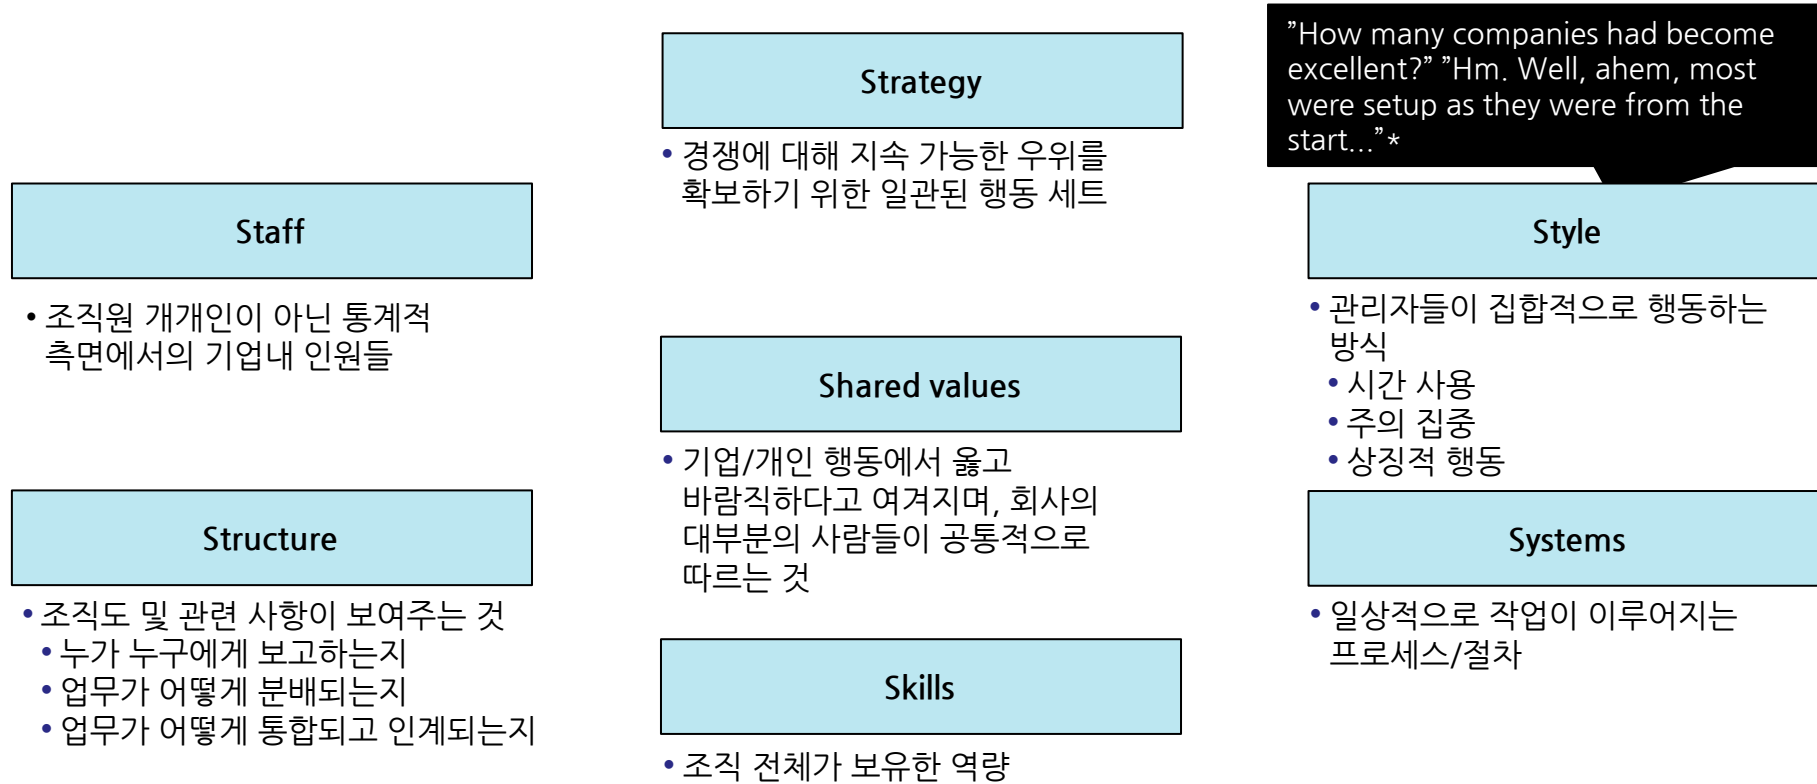 Staff
• 조직원 개개인이 아닌 통계적
측면에서의 기업내 인원들
Structure
• 조직도 및 관련 사항이 보여주는 것
• 누가 누구에게 보고하는지
• 업무가 어떻게 분배되는지
• 업무가 어떻게 통합되고 인계되는지
Strategy
• 경쟁에 대해 지속 가능한 우위를
확보하기 위한 일관된 행동 세트
Shared values
• 기업/개인 행동에서 옳고
바람직하다고 여겨지며, 회사의
대부분의 사람들이 공통적으로
따르는 것
Skills
• 조직 전체가 보유한 역량
”How many companies had become
excellent?” ”Hm. Well, ahem, most
were setup as they were from the
start...”*
Style
• 관리자들이 집합적으로 행동하는
방식
• 시간 사용
• 주의 집중
• 상징적 행동
Systems
• 일상적으로 작업이 이루어지는
프로세스/절차